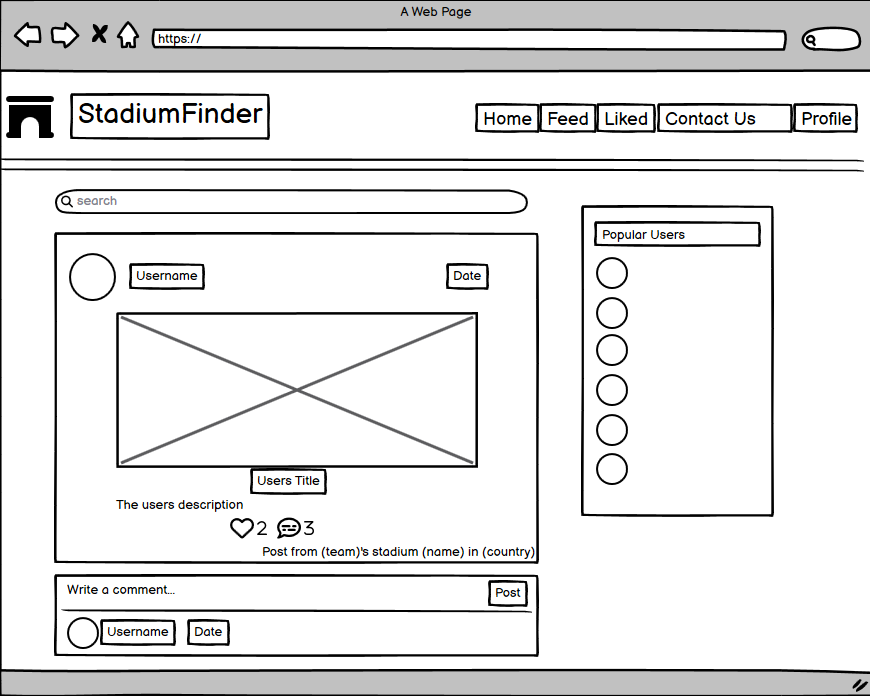 A Web Page
https://
StadiumFinder
Home Feed Liked Contact Us Profile
search
Username Date
Users Title
The users description
2 3
Post from (team)'s stadium (name) in (country)
Write a comment... Post
Username Date
Popular Users